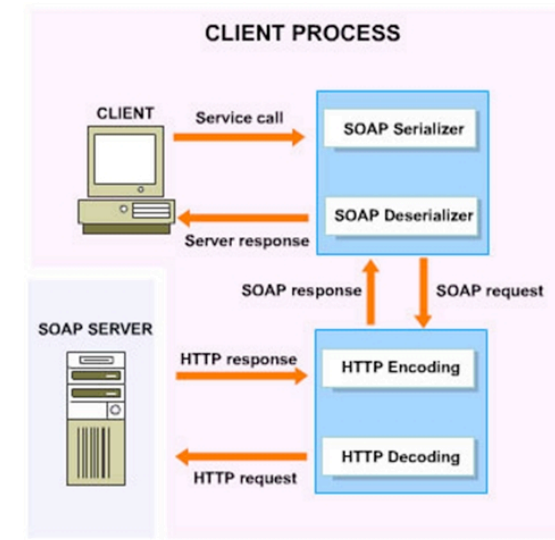 CLIENT PROCESS
CLIENT
Service call
SOAP Serializer
SOAP Deserializer
Server response
SOAP response
SOAP request
SOAP SERVER
HTTP response
HTTP Encoding
HTTP Decoding
HTTP request